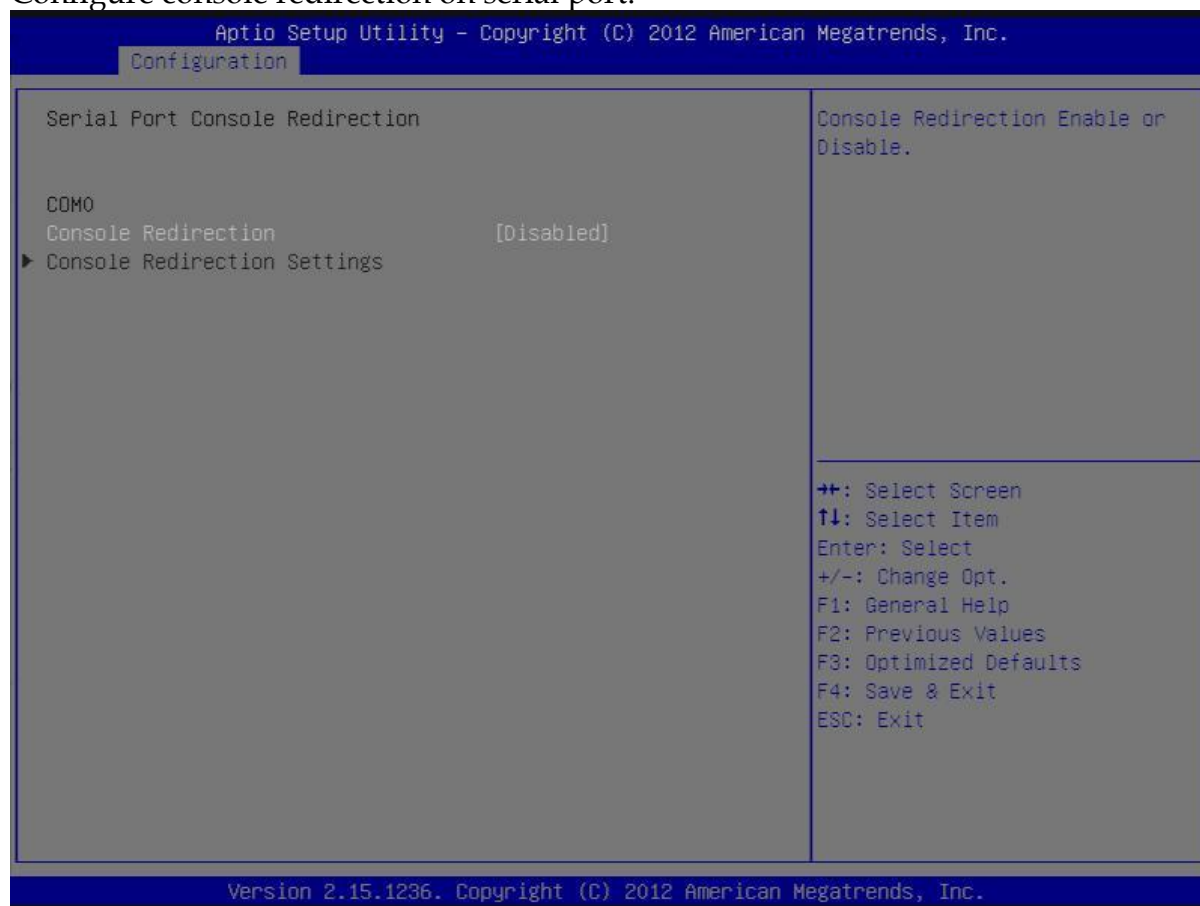 Configure console redirection on serial port.
Aptio Setup Utility – Copyright (C) 2012 American Megatrends, Inc.
Configuration
Serial Port Console Redirection
COM0
Console Redirection [Disabled]
▶ Console Redirection Settings
Console Redirection Enable or
Disable.
→←: Select Screen
↑↓: Select Item
Enter: Select
+/-: Change Opt.
F1: General Help
F2: Previous Values
F3: Optimized Defaults
F4: Save & Exit
ESC: Exit
Version 2.15.1236. Copyright (C) 2012 American Megatrends, Inc.